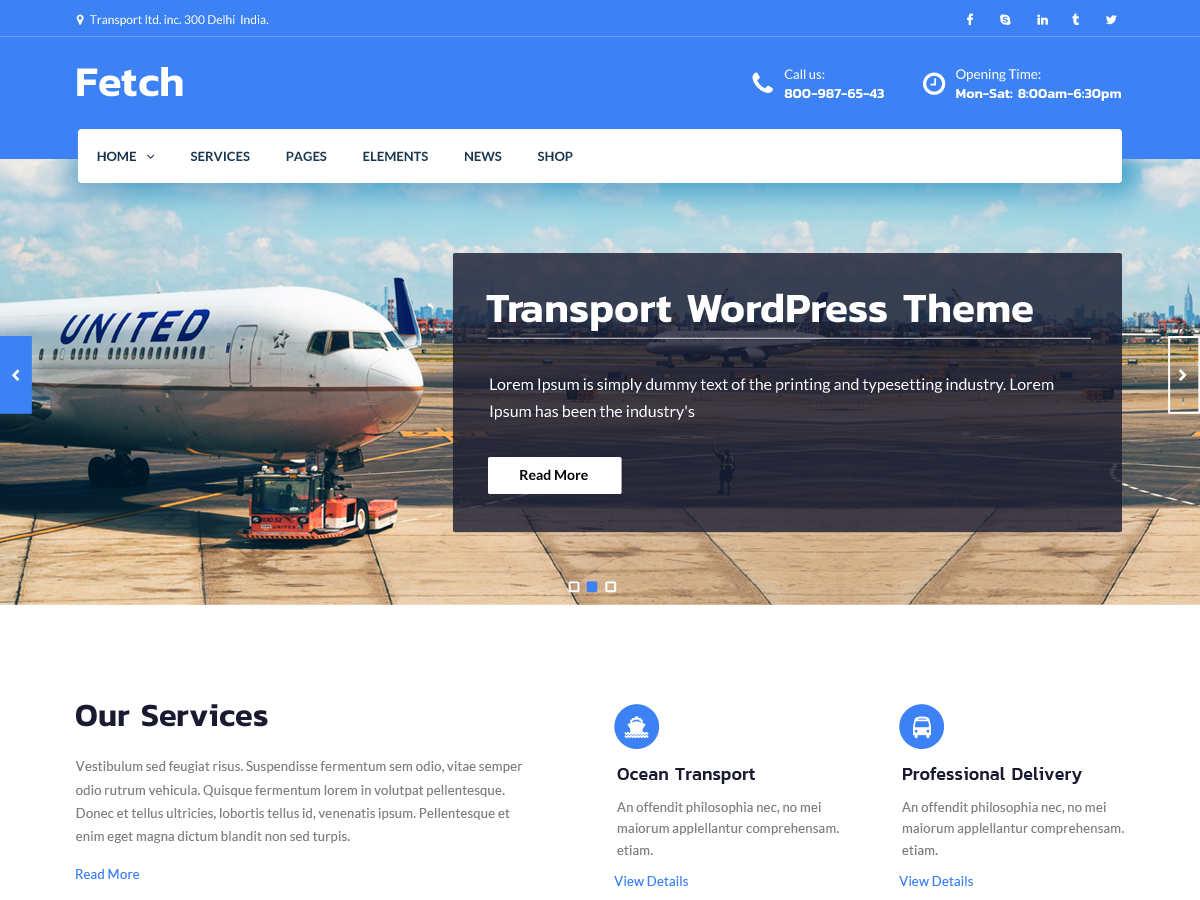 Transport ltd. inc. 300 Delhi India.
Fetch
Call us:
800-987-65-43
Opening Time:
Mon-Sat: 8:00am-6:30pm
HOME
SERVICES
PAGES
ELEMENTS
NEWS
SHOP
UNITED
Transport WordPress Theme
Lorem Ipsum is simply dummy text of the printing and typesetting industry. Lorem
Ipsum has been the industry's
Read More
Our Services
Vestibulum sed feugiat risus. Suspendisse fermentum sem odio, vitae semper
odio rutrum vehicula. Quisque fermentum lorem in volutpat pellentesque.
Donec et tellus ultricies, lobortis tellus id, venenatis ipsum. Pellentesque et
enim eget magna dictum blandit non sed turpis.
Read More
Ocean Transport
An offendit philosophia nec, no mei
maiorum applellantur comprehensam.
etiam.
View Details
Professional Delivery
An offendit philosophia nec, no mei
maiorum applellantur comprehensam.
etiam.
View Details